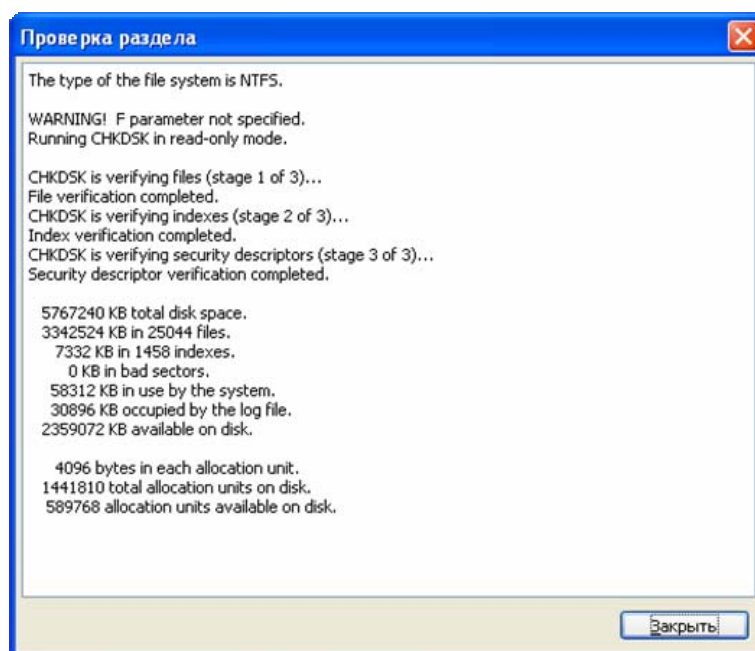 Проверка раздела
The type of the file system is NTFS.
WARNING! F parameter not specified.
Running CHKDSK in read-only mode.
CHKDSK is verifying files (stage 1 of 3)...
File verification completed.
CHKDSK is verifying indexes (stage 2 of 3)...
Index verification completed.
CHKDSK is verifying security descriptors (stage 3 of 3)...
Security descriptor verification completed.
5767240 KB total disk space.
3342524 KB in 25044 files.
7332 KB in 1458 indexes.
0 KB in bad sectors.
58312 KB in use by the system.
30896 KB occupied by the log file.
2359072 KB available on disk.
4096 bytes in each allocation unit.
1441810 total allocation units on disk.
589768 allocation units available on disk.
Закрыть